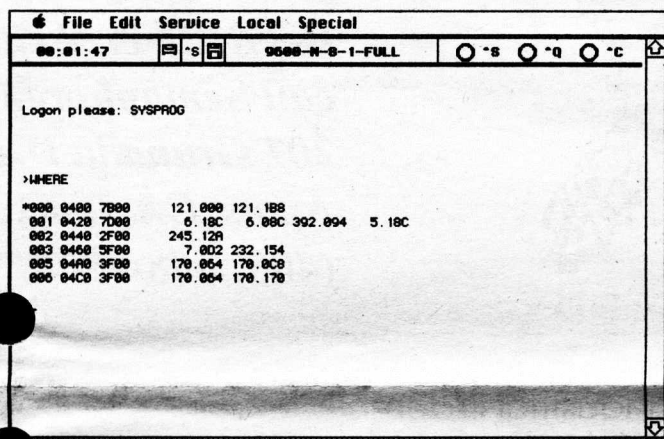 File Edit Service Local Special
00:01:47 ^S 9600-N-8-1-FULL ^S ^Q ^C
Logon please: SYSPROG
>WHERE
*000 0400 7B00 121.000 121.1B8
001 0420 7D00 6.18C 6.08C 392.094 5.18C
002 0440 2F00 245.12A
003 0460 5F00 7.0D2 232.154
005 04A0 3F00 170.064 170.0C8
006 04C0 3F00 170.064 170.170